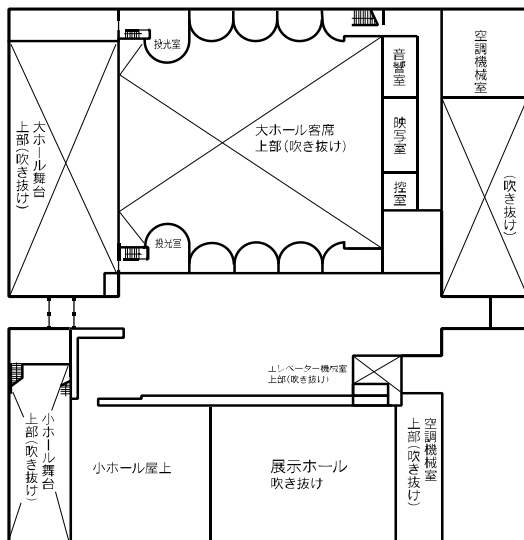 投光室
音響室
空調機械室
大ホール舞台
上部(吹き抜け)
大ホール客席
上部(吹き抜け)
映写室
控室
(吹き抜け)
投光室
エレベーター機械室
上部(吹き抜け)
小ホール舞台
上部(吹き抜け)
小ホール屋上
展示ホール
吹き抜け
空調機械室
上部(吹き抜け)